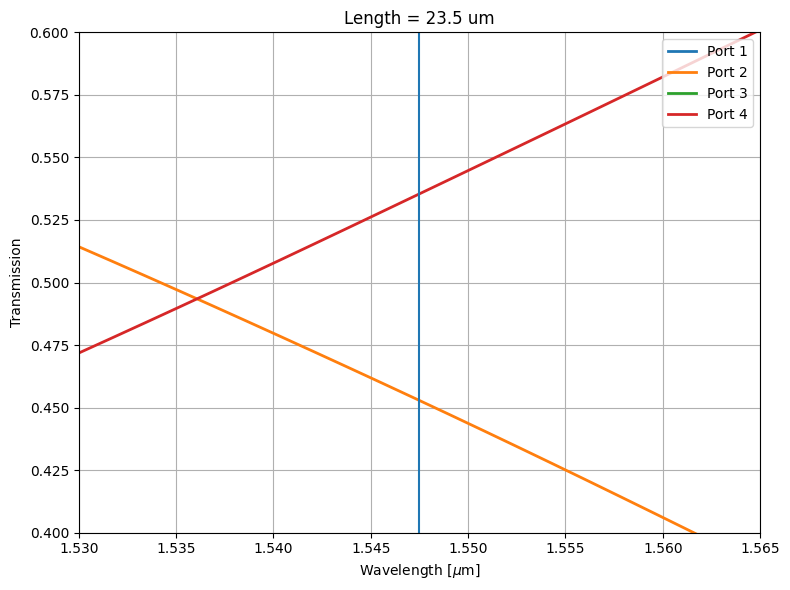 Length = 23.5 um
Port 1
Port 2
Port 3
Port 4
Transmission
0.600
0.575
0.550
0.525
0.500
0.475
0.450
0.425
0.400
1.530 1.535 1.540 1.545 1.550 1.555 1.560 1.565
Wavelength [μm]